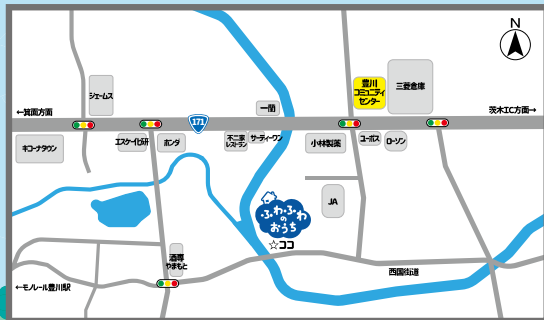 N
豊川
コミュニティ
センター
三菱倉庫
ジェームス
←箕面方面
一間
茨木IC方面→
171
キコーナタウン
エスケー化研
ホンダ
不二家
レストラン
サーティーワン
小林製薬
ユーポス
ローソン
JA
ふわ・ふわ
の
おうち
☆ココ
酒専
やまもと
西国街道
←モノレール豊川駅